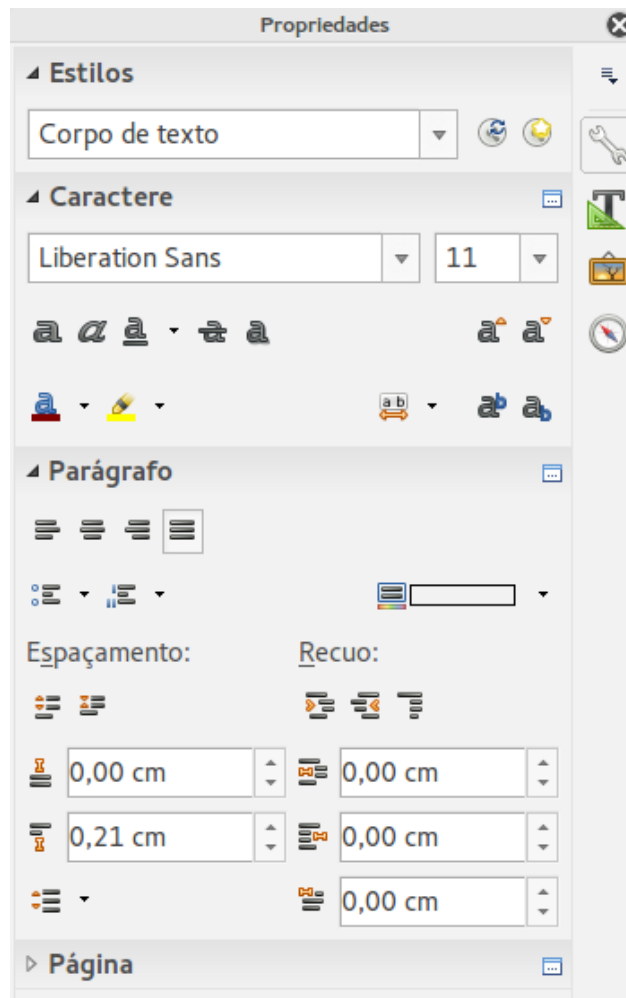 Propriedades
Estilos
Corpo de texto
Caractere
Liberation Sans 11
a a a a a a a
a a b a b a b
Parágrafo
Espaçamento: Recuo:
0,00 cm 0,00 cm
0,21 cm 0,00 cm
0,00 cm
Página